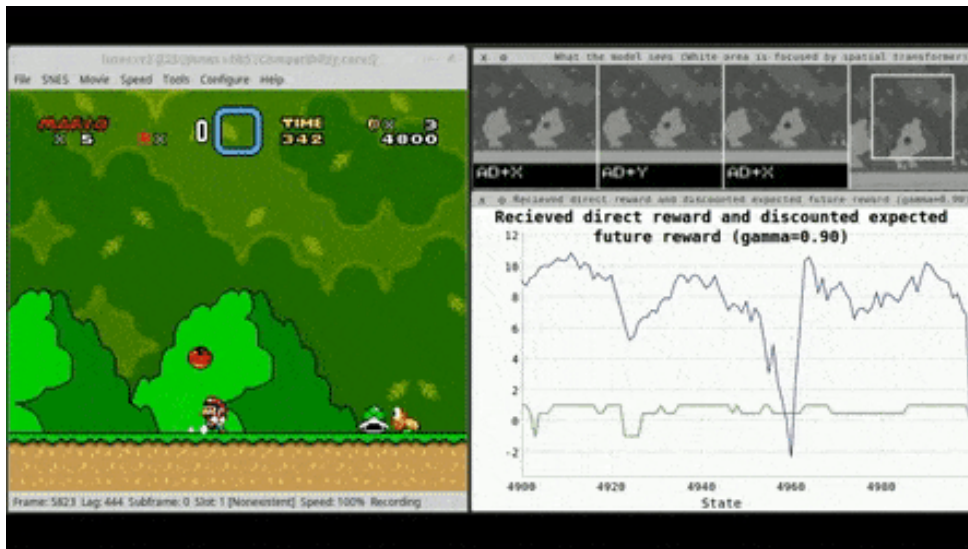 File SNES Movie Speed Tools Configure Help
MARIO
x 5
x
0
TIME
342
x 3
4800
Frame: 5823 Lag: 444 Subframe: 0 Slot: 1 [Nonexistent] Speed: 100% Recording
What the model sees (White area is focused by spatial transformer
AD+X
AD+Y
AD+X
Recieved direct reward and discounted expected future reward (gamma=0.90)
Recieved direct reward and discounted expected
future reward (gamma=0.90)
12
10
8
6
4
2
0
-2
4900 4920 4940 4960 4980
State